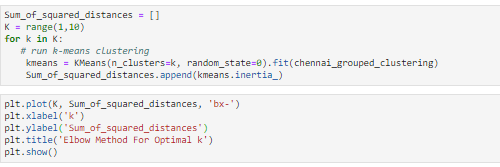 Sum_of_squared_distances = []
K = range(1,10)
for k in K:
# run k-means clustering
kmeans = KMeans(n_clusters=k, random_state=0).fit(chennai_grouped_clustering)
Sum_of_squared_distances.append(kmeans.inertia_)
plt.plot(K, Sum_of_squared_distances, 'bx-')
plt.xlabel('k')
plt.ylabel('Sum_of_squared_distances')
plt.title('Elbow Method For Optimal k')
plt.show()